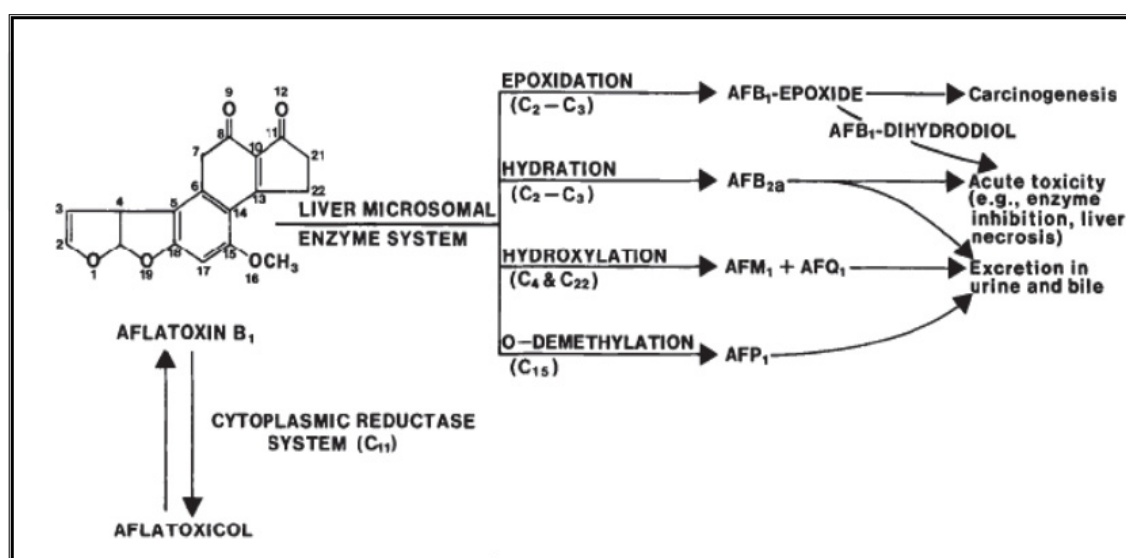 9
12
O
O
8
11
7
10
21
6
13
22
4
3
5
14
2
18
15
O
O
17
OCH₃
1
19
16
AFLATOXIN B₁
CYTOPLASMIC REDUCTASE
SYSTEM (C₁₁)
AFLATOXICOL
LIVER MICROSOMAL
ENZYME SYSTEM
EPOXIDATION
(C₂–C₃)
AFB₁-EPOXIDE
Carcinogenesis
AFB₁-DIHYDRODIOL
HYDRATION
(C₂–C₃)
AFB₂ₐ
Acute toxicity
(e.g., enzyme
inhibition, liver
necrosis)
HYDROXYLATION
(C₄ & C₂₂)
AFM₁ + AFQ₁
Excretion in
urine and bile
O–DEMETHYLATION
(C₁₅)
AFP₁